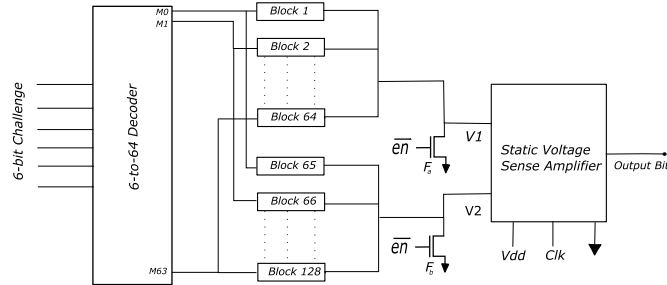 6-bit Challenge
6-to-64 Decoder
M0
M1
M63
Block 1
Block 2
Block 64
Block 65
Block 66
Block 128
en
Fa
en
Fb
V1
V2
Static Voltage
Sense Amplifier
Vdd
Clk
Output Bit